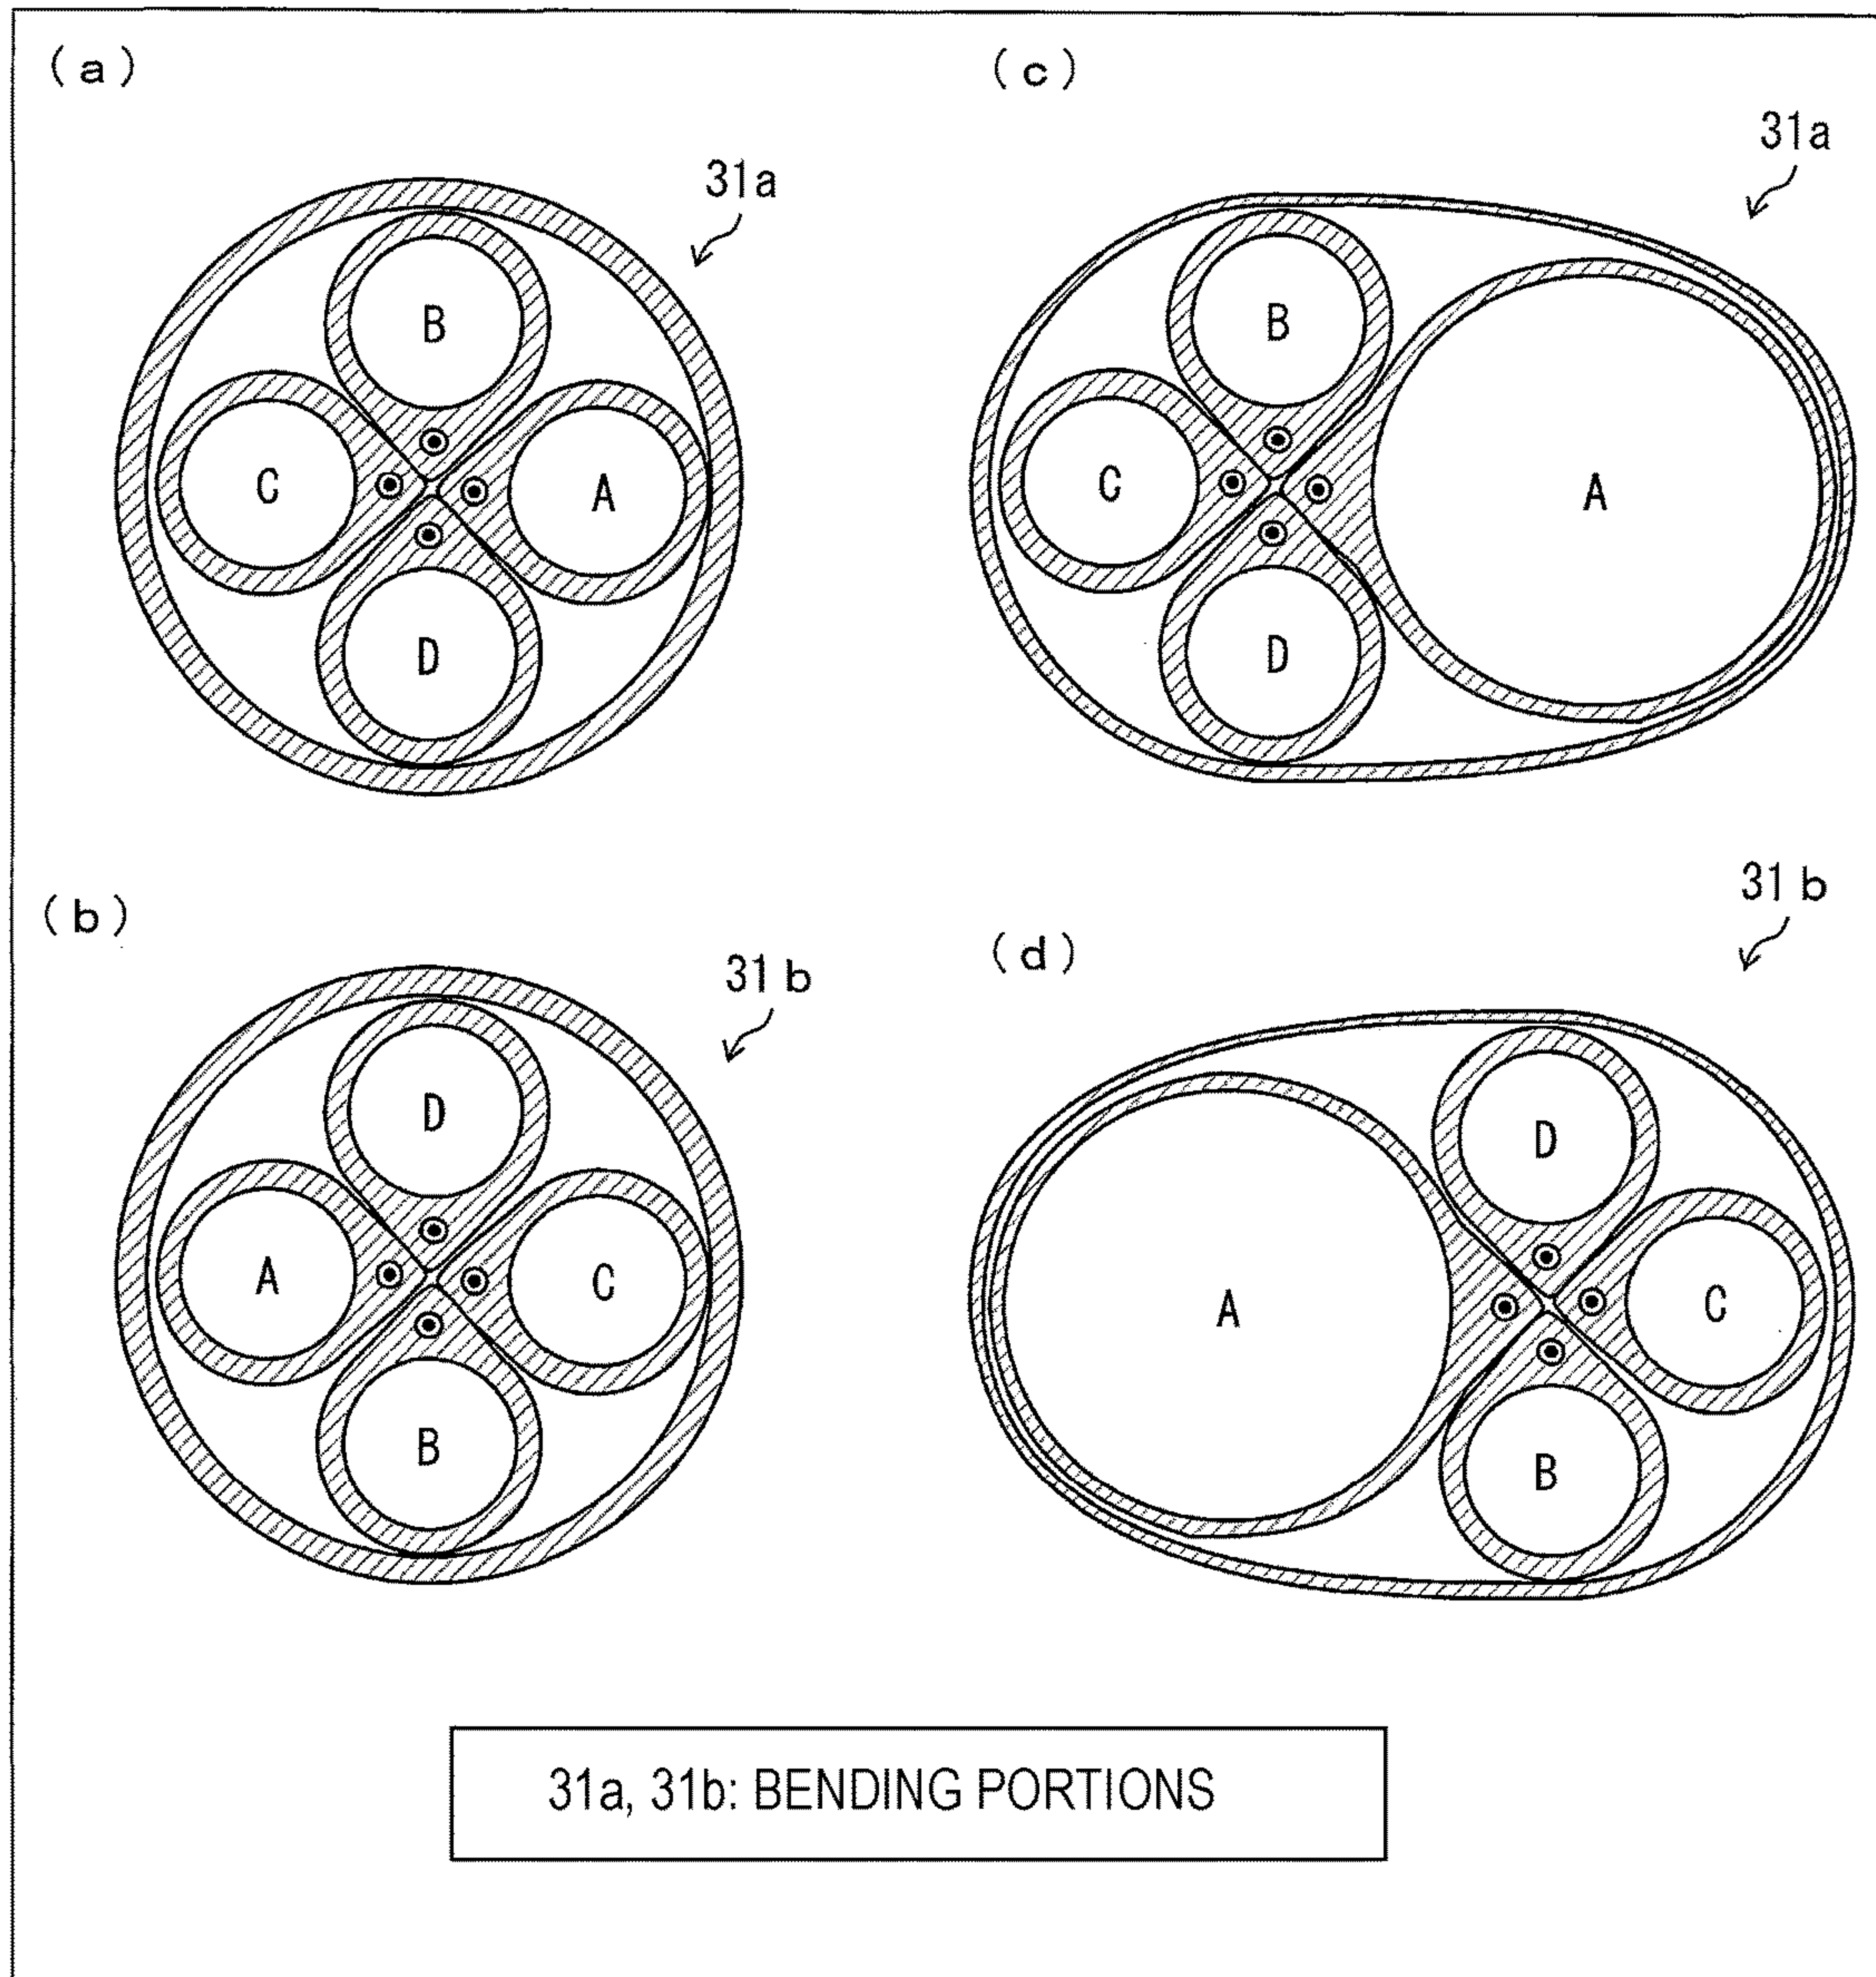 (a)
31a
B
C
A
D
(c)
31a
B
C
A
D
(b)
31b
D
A
C
B
(d)
31b
D
A
C
B
31a, 31b: BENDING PORTIONS